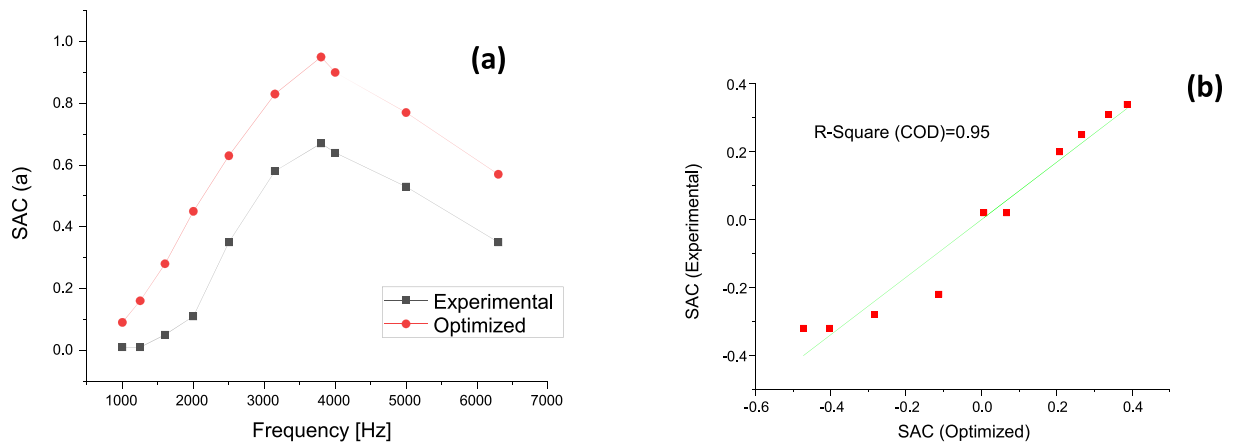 (a)
1.0
0.8
0.6
0.4
0.2
0.0
SAC (a)
Experimental
Optimized
1000 2000 3000 4000 5000 6000 7000
Frequency [Hz]
(b)
0.4
0.2
0.0
-0.2
-0.4
SAC (Experimental)
R-Square (COD)=0.95
-0.6 -0.4 -0.2 0.0 0.2 0.4
SAC (Optimized)